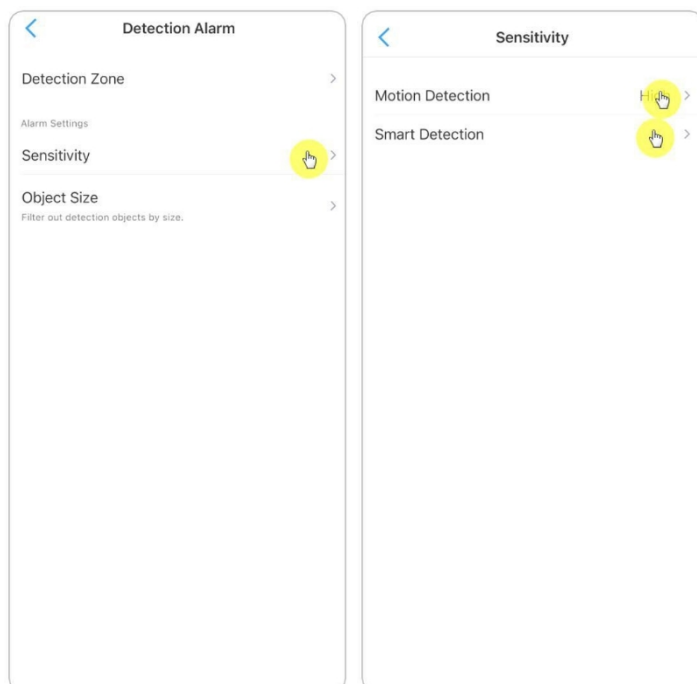 Detection Alarm
Detection Zone
Alarm Settings
Sensitivity
Object Size
Filter out detection objects by size.
Sensitivity
Motion Detection
Smart Detection